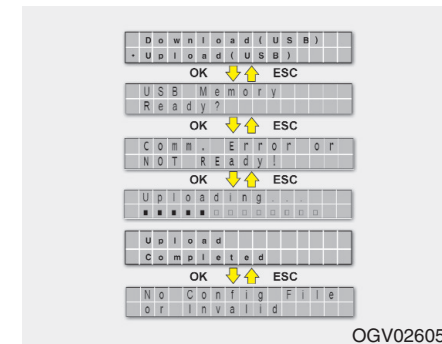 Download(USB)
· Upload(USB)
OK ESC
USB Memory
Ready?
OK ESC
Comm. Error or
NOT REady!
OK ESC
Uploading...
Upload
Completed
OK ESC
No Config File
or Invalid
OGV02605